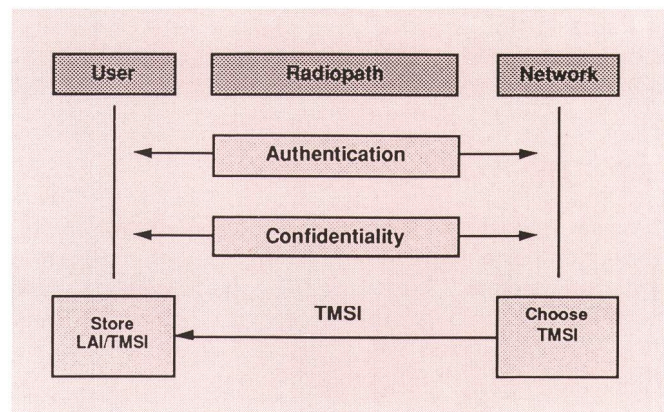 User
Radiopath
Network
Authentication
Confidentiality
TMSI
Store
LAI/TMSI
Choose
TMSI